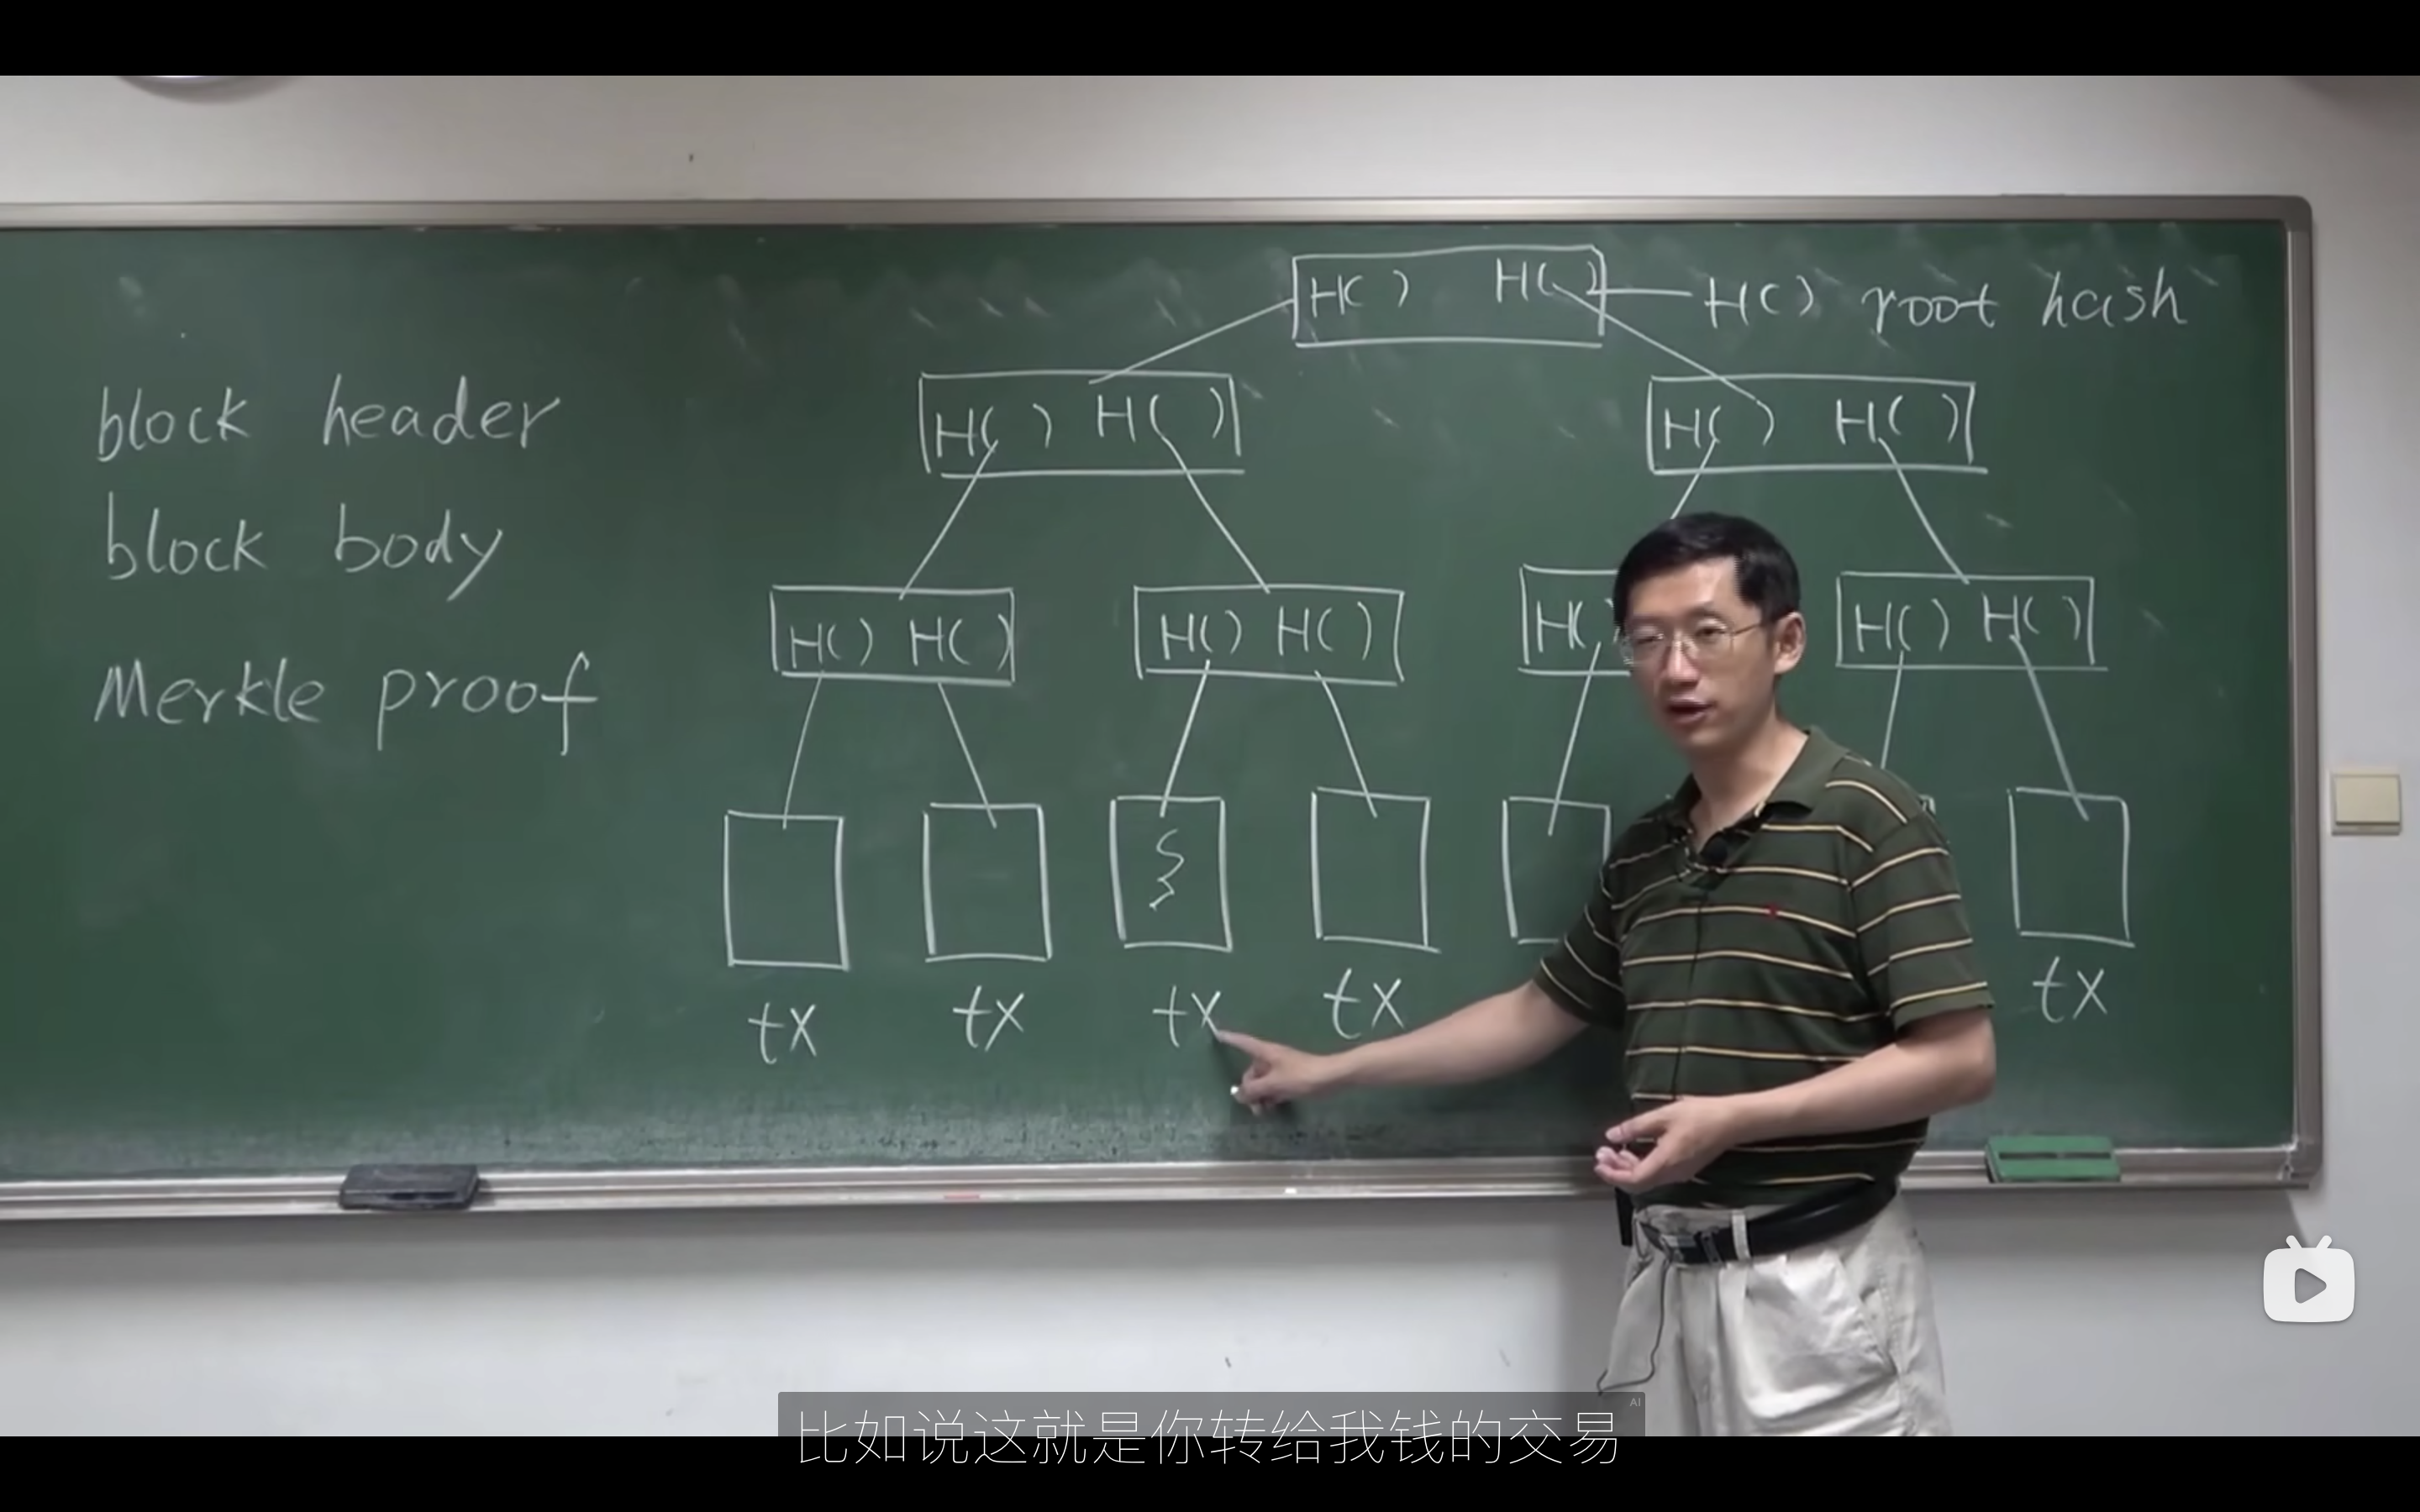 H( ) H( ) H( ) root hash
block header
H( ) H( ) H( ) H( )
block body
H( ) H( ) H( ) H( ) H( H( ) H( )
Merkle proof
tx tx tx tx tx
比如说这就是你转给我钱的交易
AI